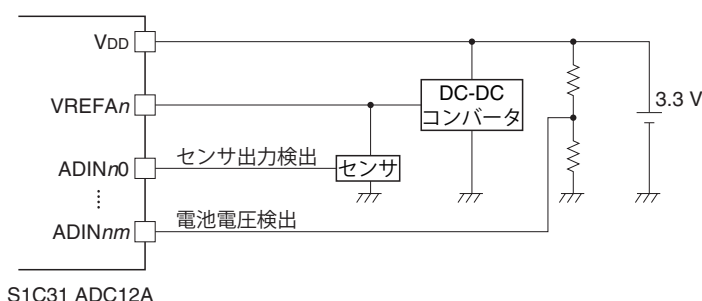 VDD
VREFAn
DC-DC
コンバータ
3.3 V
センサ出力検出
ADINn0
センサ
電池電圧検出
ADINnm
S1C31 ADC12A